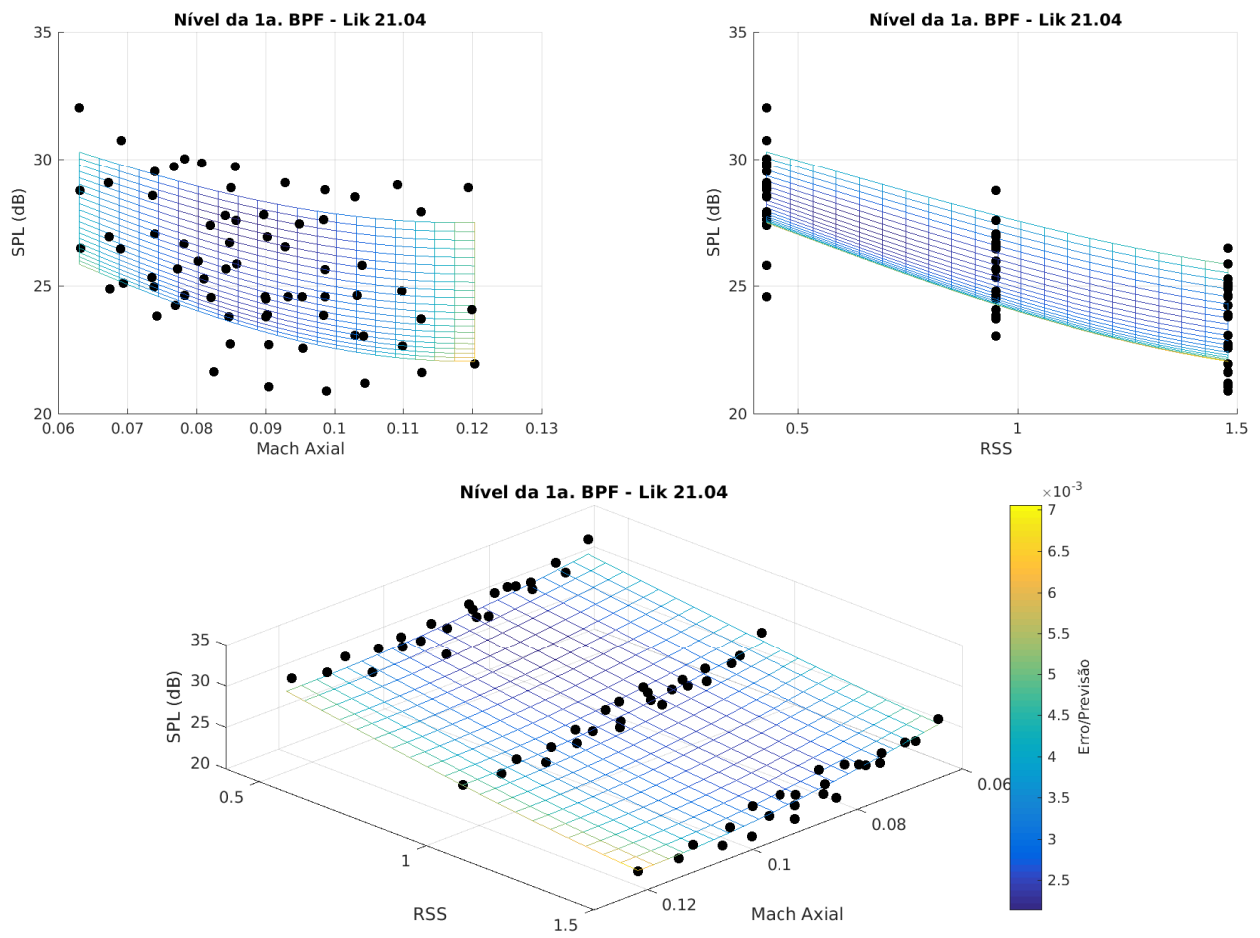 Nível da 1a. BPF - Lik 21.04
35
30
25
20
SPL (dB)
0.06 0.07 0.08 0.09 0.1 0.11 0.12 0.13
Mach Axial
Nível da 1a. BPF - Lik 21.04
35
30
25
20
SPL (dB)
0.5 1 1.5
RSS
Nível da 1a. BPF - Lik 21.04
35
30
25
20
SPL (dB)
0.5
1
1.5
RSS
0.12
0.1
0.08
0.06
Mach Axial
×10-3
7
6.5
6
5.5
5
4.5
4
3.5
3
2.5
Erro/Previsão